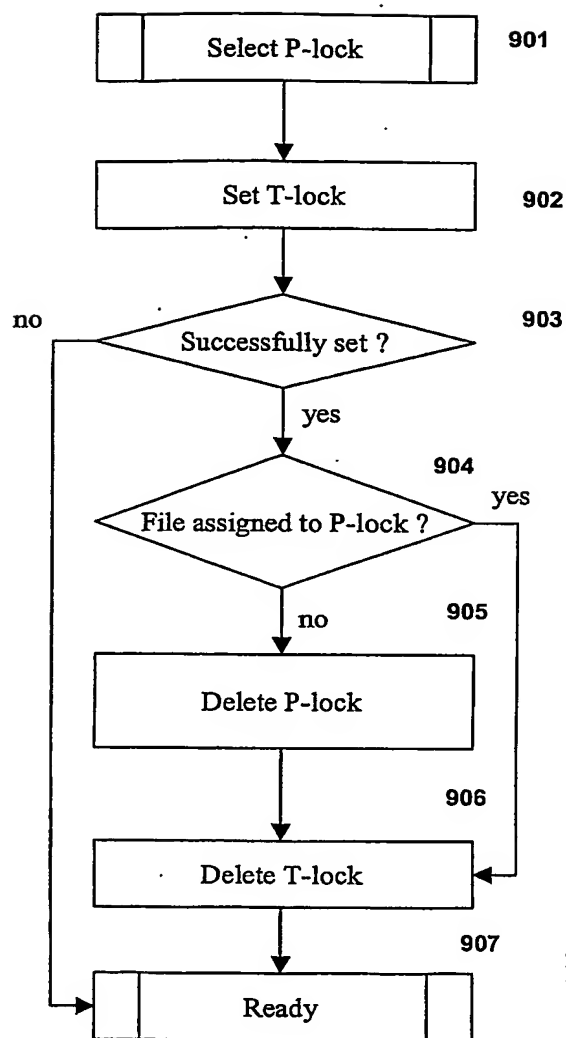 Select P-lock
901
Set T-lock
902
no
Successfully set ?
903
yes
904
File assigned to P-lock ?
yes
no
905
Delete P-lock
906
Delete T-lock
907
Ready